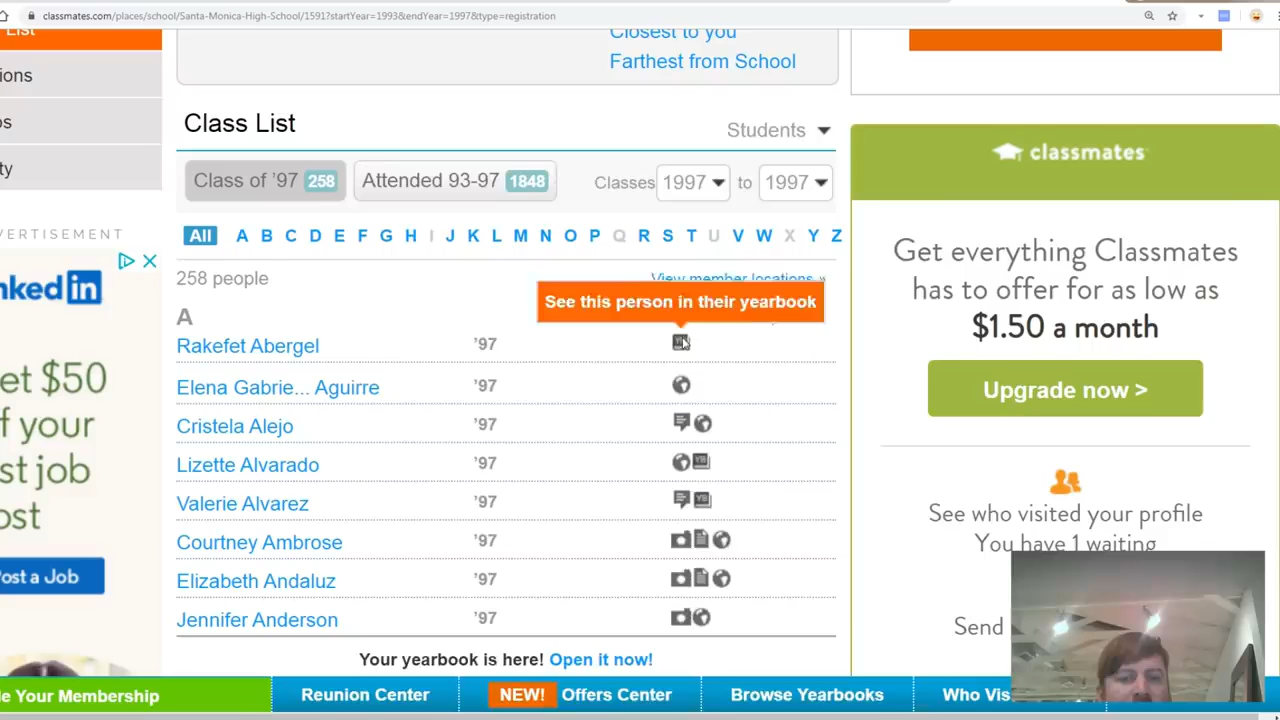 classmates.com/places/school/Santa-Monica-High-School/1591?startYear=1993&endYear=1997&type=registration
List
ions
ps
ty
VERTISEMENT
nked in
et $50
f your
st job
ost
ost a Job
Closest to you
Farthest from School
Class List
Students
Class of '97 258
Attended 93-97 1848
Classes 1997 to 1997
All A B C D E F G H I J K L M N O P Q R S T U V W X Y Z
258 people
View member locations »
See this person in their yearbook
A
Rakefet Abergel '97
Elena Gabrie... Aguirre '97
Cristela Alejo '97
Lizette Alvarado '97 YB
Valerie Alvarez '97 YB
Courtney Ambrose '97
Elizabeth Andaluz '97
Jennifer Anderson '97
Your yearbook is here! Open it now!
classmates
Get everything Classmates
has to offer for as low as
$1.50 a month
Upgrade now >
See who visited your profile
You have 1 waiting
Send
le Your Membership
Reunion Center
NEW! Offers Center
Browse Yearbooks
Who Vis